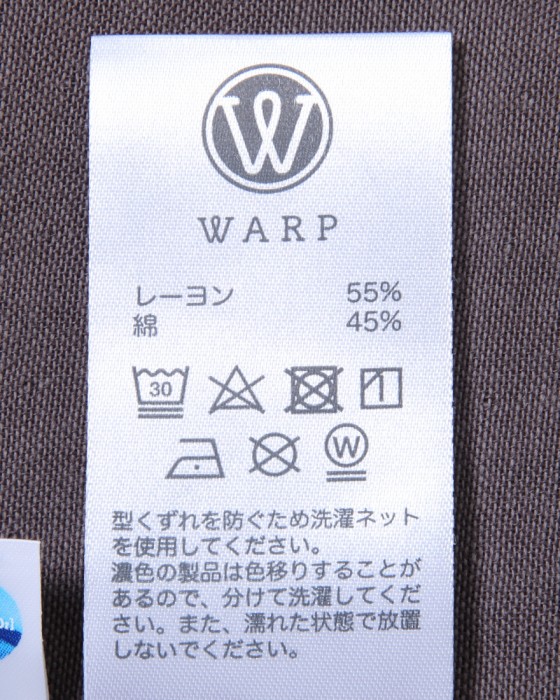 W
WARP
レーヨン 55%
綿 45%
30
W
型くずれを防ぐため洗濯ネット
を使用してください。
濃色の製品は色移りすることが
あるので、分けて洗濯してくだ
さい。また、濡れた状態で放置
しないでください。